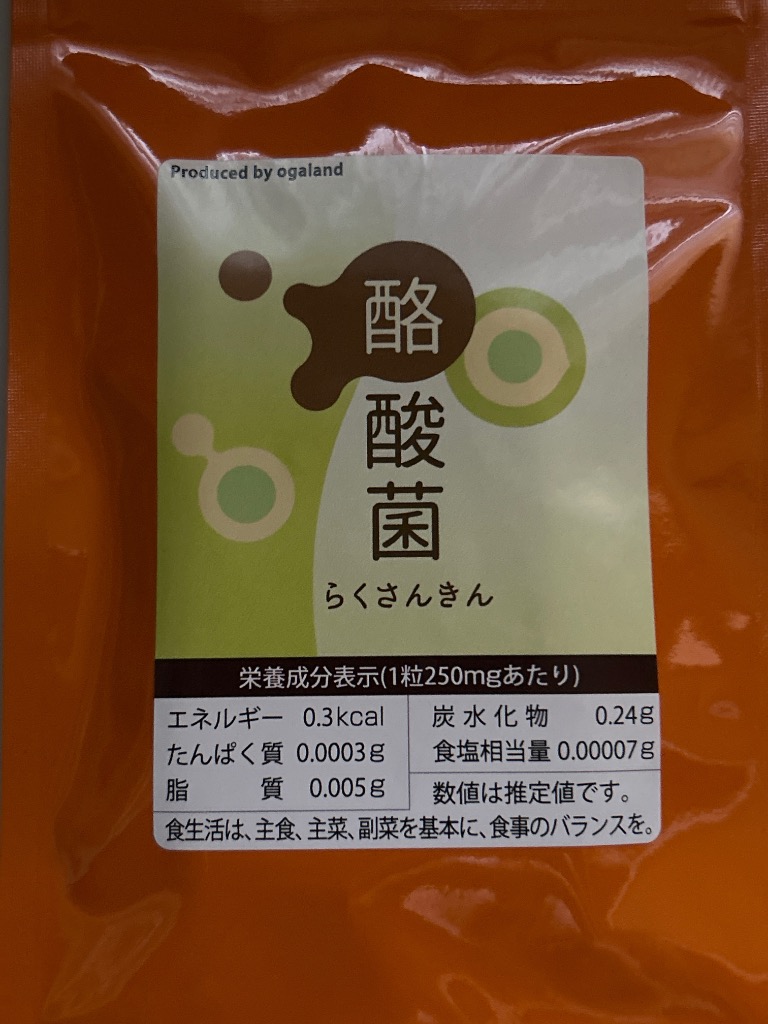 Produced by ogaland
酪
酸
菌
らくさんきん
栄養成分表示(1粒250mgあたり)
エネルギー 0.3kcal
たんぱく質 0.0003g
脂 質 0.005g
炭水化物 0.24g
食塩相当量 0.00007g
数値は推定値です。
食生活は、主食、主菜、副菜を基本に、食事のバランスを。